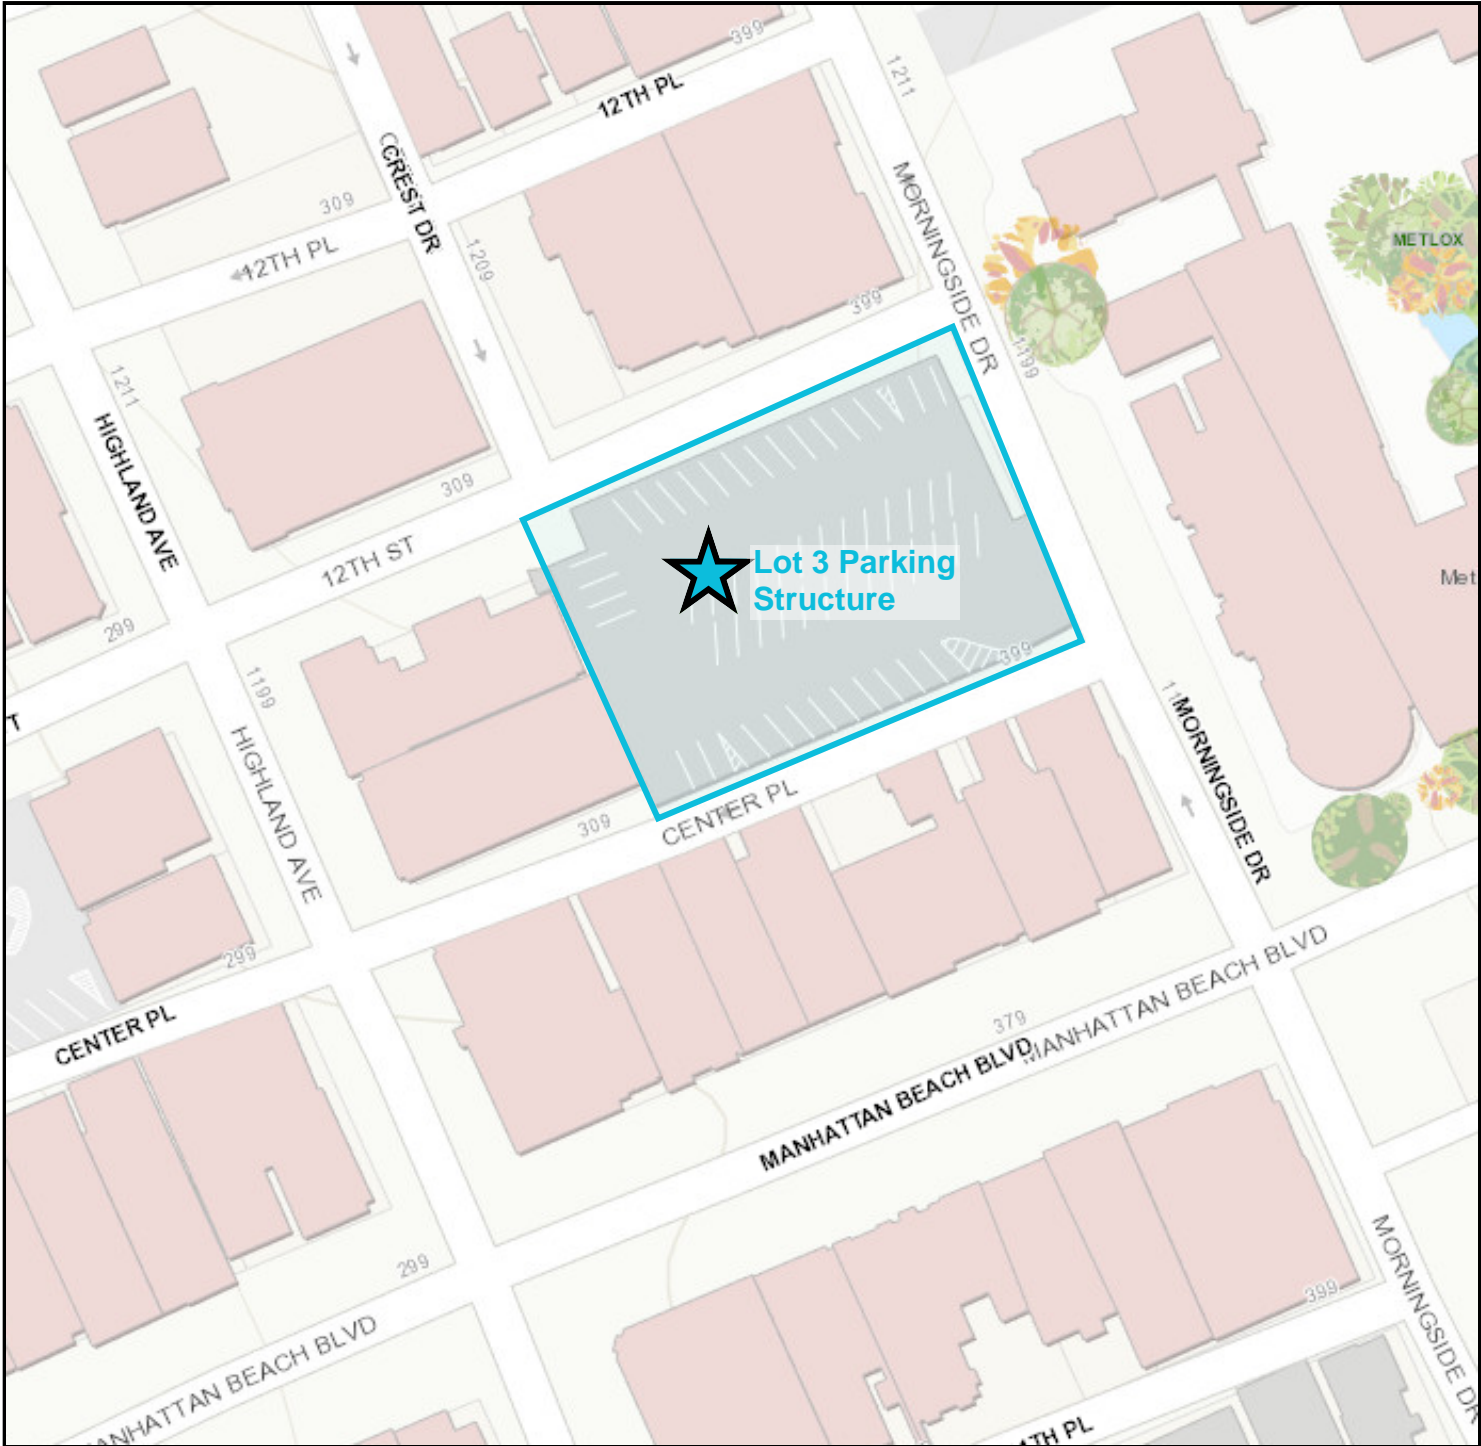 399
12TH PL
1211
CREST DR
MORNINGSIDE DR
309
12TH PL
1209
METLOX
399
1199
1211
HIGHLAND AVE
309
12TH ST
Lot 3 Parking
Structure
Met
299
399
1199
T
MORNINGSIDE DR
HIGHLAND AVE
CENTER PL
309
299
MANHATTAN BEACH BLVD
379
CENTER PL
MANHATTAN BEACH BLVD
299
399
MORNINGSIDE DR
MANHATTAN BEACH BLVD
TH PL